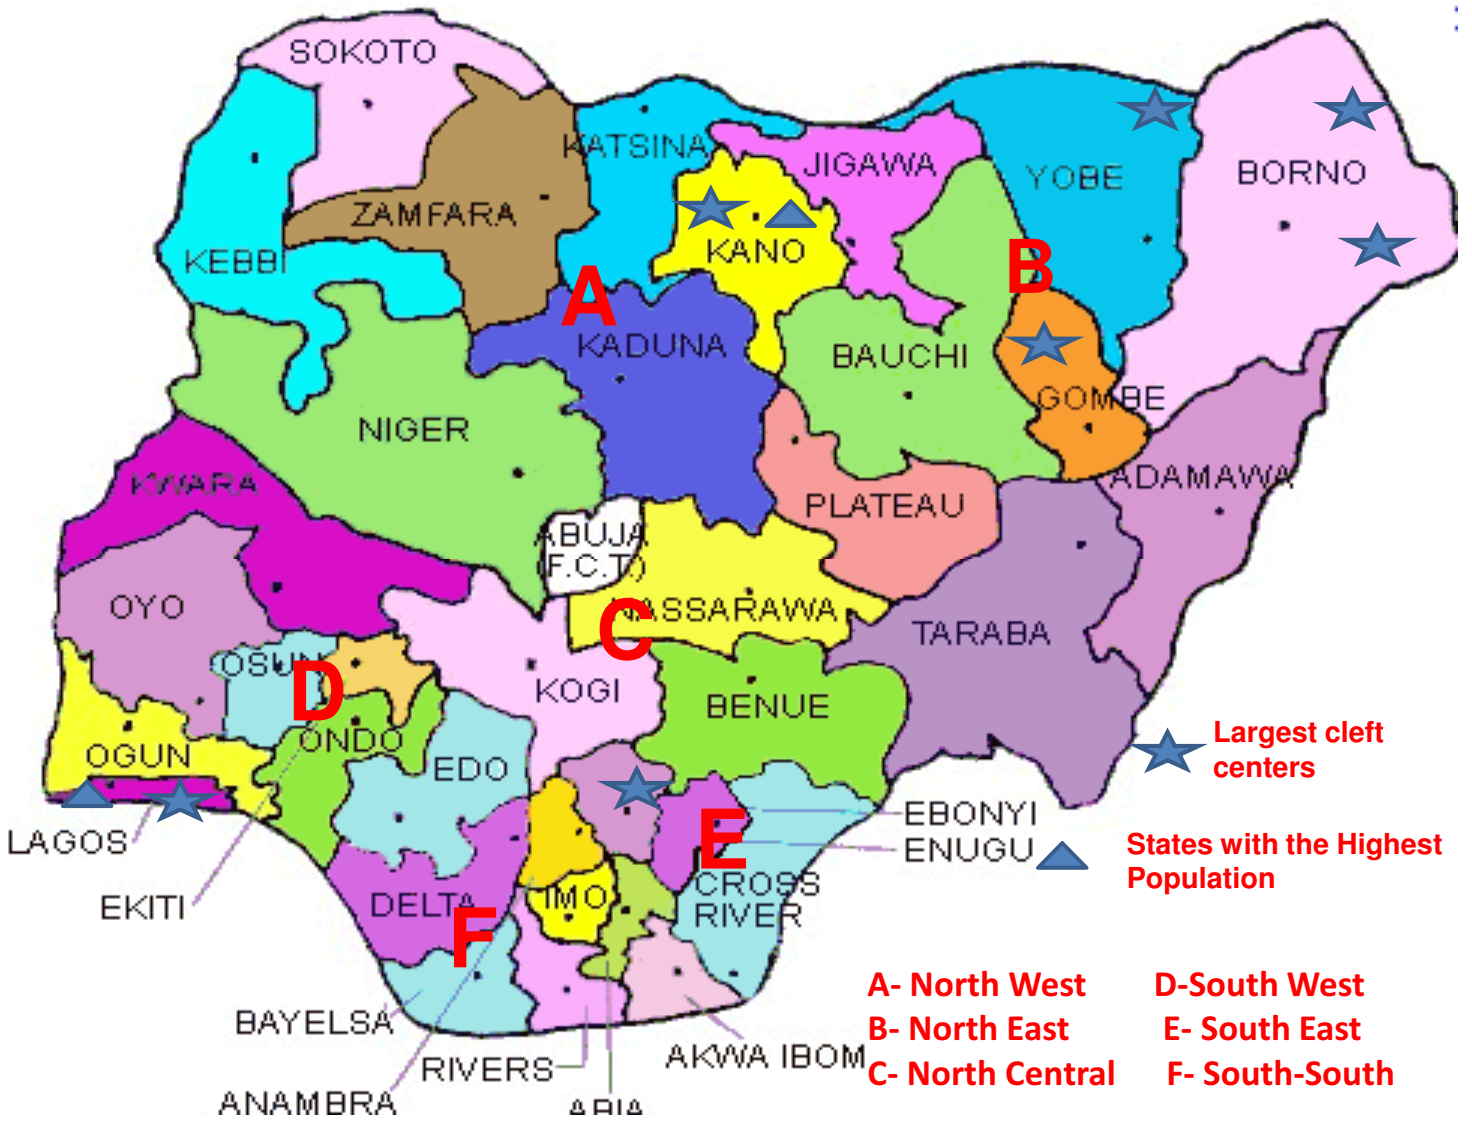 SOKOTO
KATSINA
JIGAWA
YOBE
BORNO
ZAMFARA
KANO
KEBBI
B
A
KADUNA
BAUCHI
GOMBE
NIGER
ADAMAWA
KWARA
PLATEAU
ABUJA
(F.C.T.)
OYO
NASSARAWA
C
TARABA
OSUN
D
KOGI
BENUE
ONDO
OGUN
EDO
Largest cleft
centers
LAGOS
E
EBONYI
ENUGU
States with the Highest
Population
CROSS
RIVER
IMO
DELTA
EKITI
F
A- North West
D-South West
BAYELSA
B- North East
E- South East
RIVERS
AKWA IBOM
C- North Central
F- South-South
ANAMBRA
ABIA